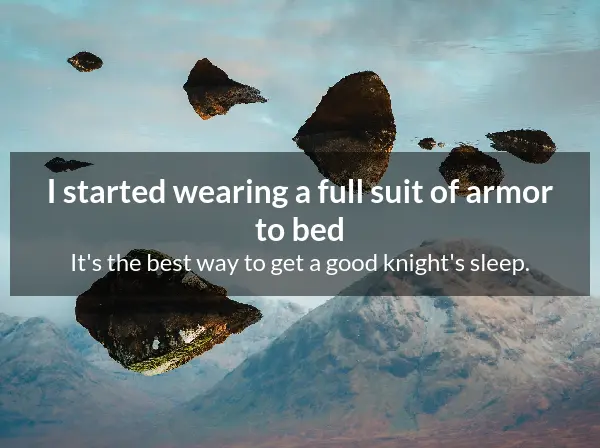 I started wearing a full suit of armor
to bed
It's the best way to get a good knight's sleep.